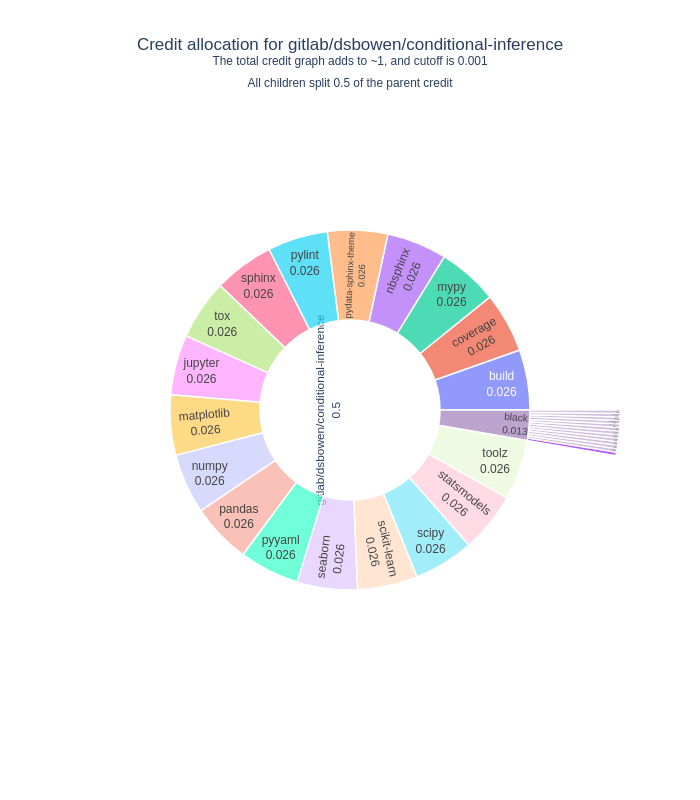 Credit allocation for gitlab/dsbowen/conditional-inference
The total credit graph adds to ~1, and cutoff is 0.001
All children split 0.5 of the parent credit
pydata-sphinx-theme
0.026
nbsphinx
0.026
mypy
0.026
coverage
0.026
build
0.026
black
0.013
toolz
0.026
statsmodels
0.026
scipy
0.026
scikit-learn
0.026
seaborn
0.026
pyyaml
0.026
pandas
0.026
numpy
0.026
matplotlib
0.026
jupyter
0.026
tox
0.026
sphinx
0.026
pylint
0.026
gitlab/dsbowen/conditional-inference
0.5